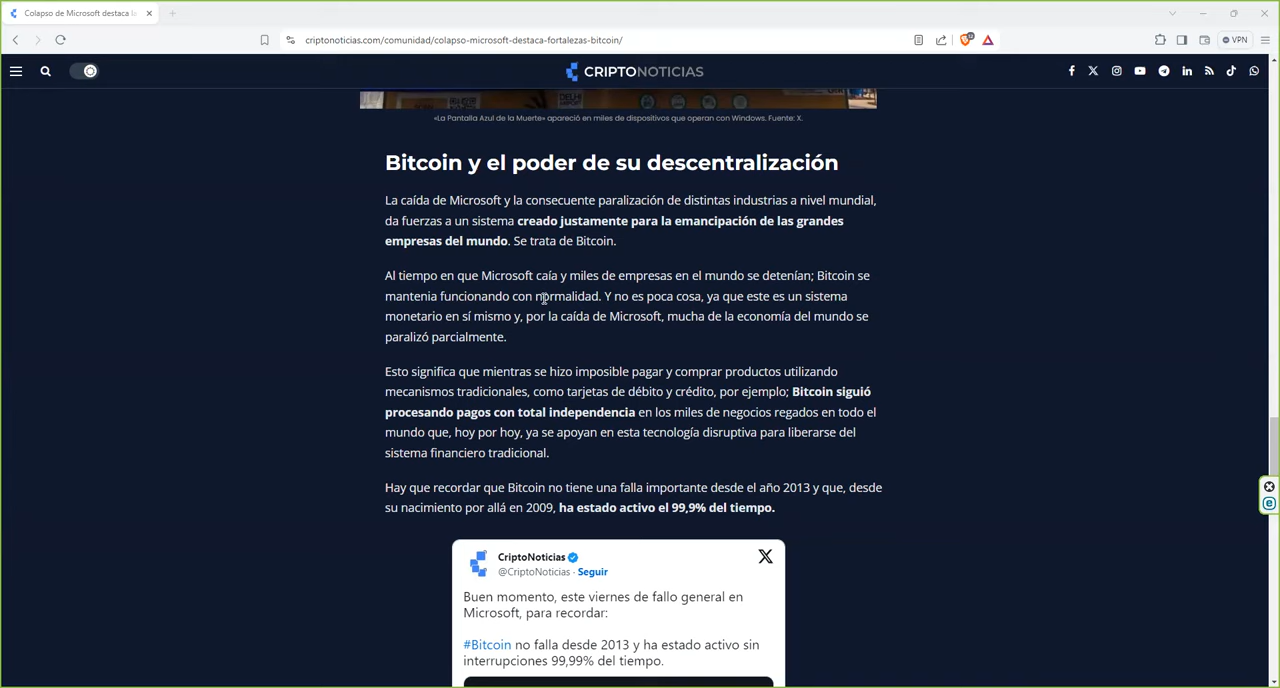 Colapso de Microsoft destaca la
criptonoticias.com/comunidad/colapso-microsoft-destaca-fortalezas-bitcoin/
VPN
CRIPTONOTICIAS
«La Pantalla Azul de la Muerte» apareció en miles de dispositivos que operan con Windows. Fuente: X.
Bitcoin y el poder de su descentralización
La caída de Microsoft y la consecuente paralización de distintas industrias a nivel mundial,
da fuerzas a un sistema creado justamente para la emancipación de las grandes
empresas del mundo. Se trata de Bitcoin.
Al tiempo en que Microsoft caía y miles de empresas en el mundo se detenían; Bitcoin se
mantenia funcionando con normalidad. Y no es poca cosa, ya que este es un sistema
monetario en sí mismo y, por la caída de Microsoft, mucha de la economía del mundo se
paralizó parcialmente.
Esto significa que mientras se hizo imposible pagar y comprar productos utilizando
mecanismos tradicionales, como tarjetas de débito y crédito, por ejemplo; Bitcoin siguió
procesando pagos con total independencia en los miles de negocios regados en todo el
mundo que, hoy por hoy, ya se apoyan en esta tecnología disruptiva para liberarse del
sistema financiero tradicional.
Hay que recordar que Bitcoin no tiene una falla importante desde el año 2013 y que, desde
su nacimiento por allá en 2009, ha estado activo el 99,9% del tiempo.
CriptoNoticias
@CriptoNoticias · Seguir
Buen momento, este viernes de fallo general en
Microsoft, para recordar:
#Bitcoin no falla desde 2013 y ha estado activo sin
interrupciones 99,99% del tiempo.